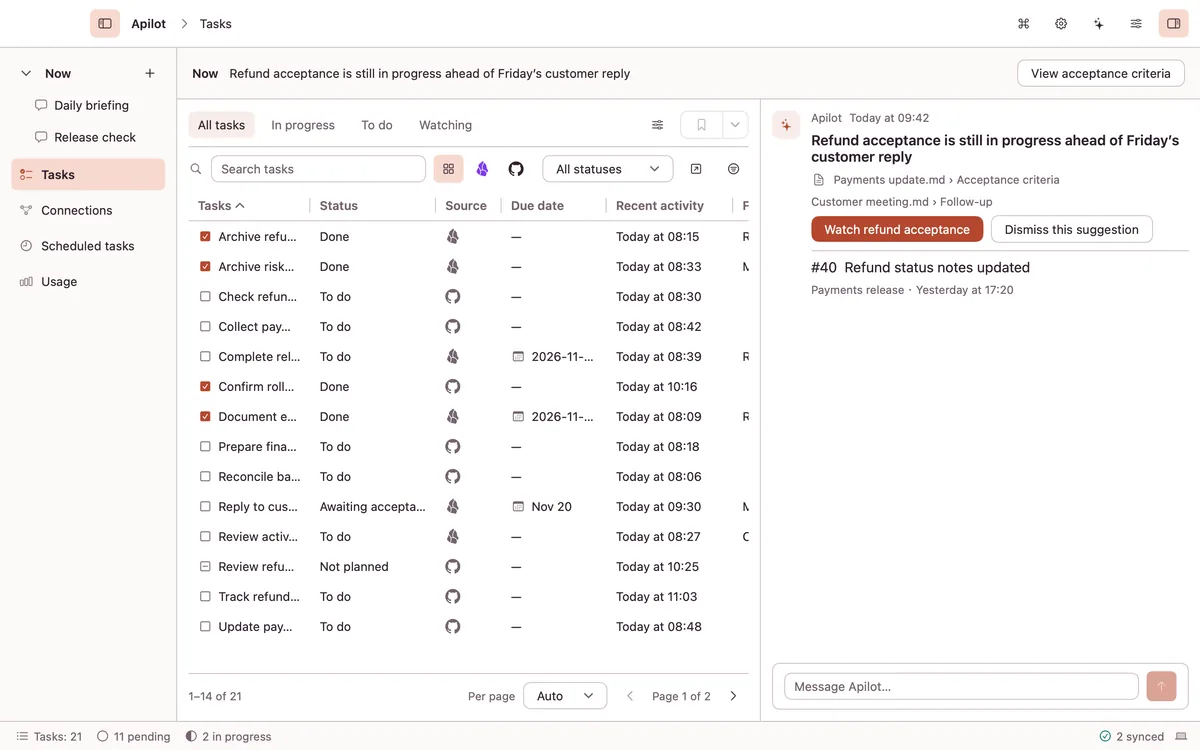 Apilot > Tasks
Now
Daily briefing
Release check
Tasks
Connections
Scheduled tasks
Usage
Now Refund acceptance is still in progress ahead of Friday’s customer reply
View acceptance criteria
All tasks In progress To do Watching
Search tasks
All statuses
Tasks Status Source Due date Recent activity F
Archive refu... Done — Today at 08:15 R
Archive risk... Done — Today at 08:33 M
Check refun... To do — Today at 08:30
Collect pay... To do — Today at 08:42
Complete rel... To do 2026-11-... Today at 08:39 R
Confirm roll... Done — Today at 10:16
Document e... Done 2026-11-... Today at 08:09 R
Prepare fina... To do — Today at 08:18
Reconcile ba... To do — Today at 08:06
Reply to cus... Awaiting accepta... Nov 20 Today at 09:30
Review activ... To do — Today at 08:27
Review refu... Not planned — Today at 10:25
Track refund... To do — Today at 11:03
Update pay... To do — Today at 08:48
1–14 of 21
Per page Auto Page 1 of 2
Apilot Today at 09:42
Refund acceptance is still in progress ahead of Friday’s
customer reply
Payments update.md › Acceptance criteria
Customer meeting.md › Follow-up
Watch refund acceptance
Dismiss this suggestion
#40 Refund status notes updated
Payments release · Yesterday at 17:20
Message Apilot...
Tasks: 21 11 pending 2 in progress
2 synced